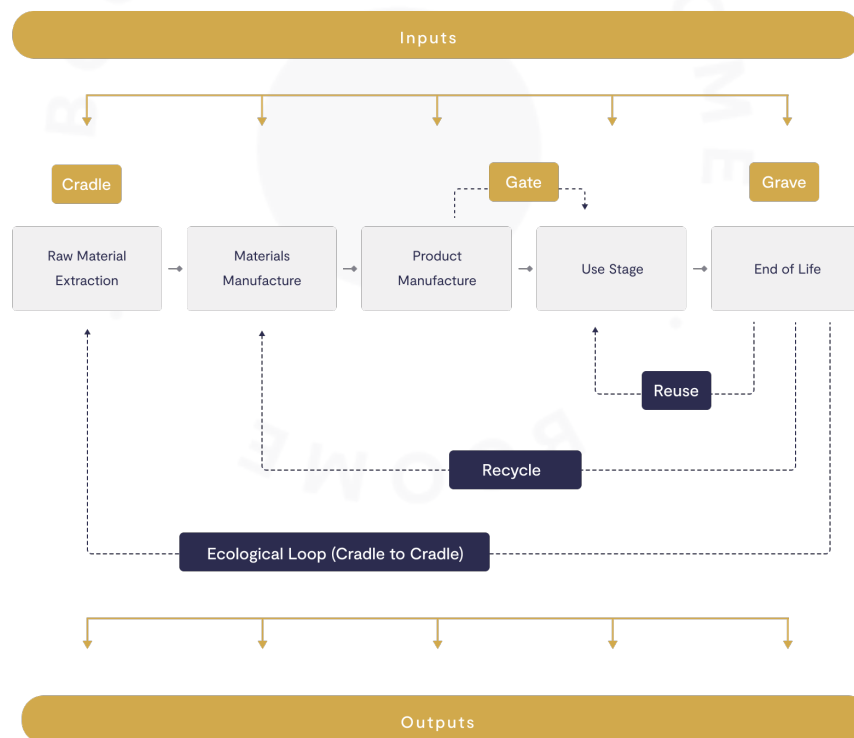 Inputs
Cradle
Gate
Grave
Raw Material
Extraction
Materials
Manufacture
Product
Manufacture
Use Stage
End of Life
Reuse
Recycle
Ecological Loop (Cradle to Cradle)
Outputs